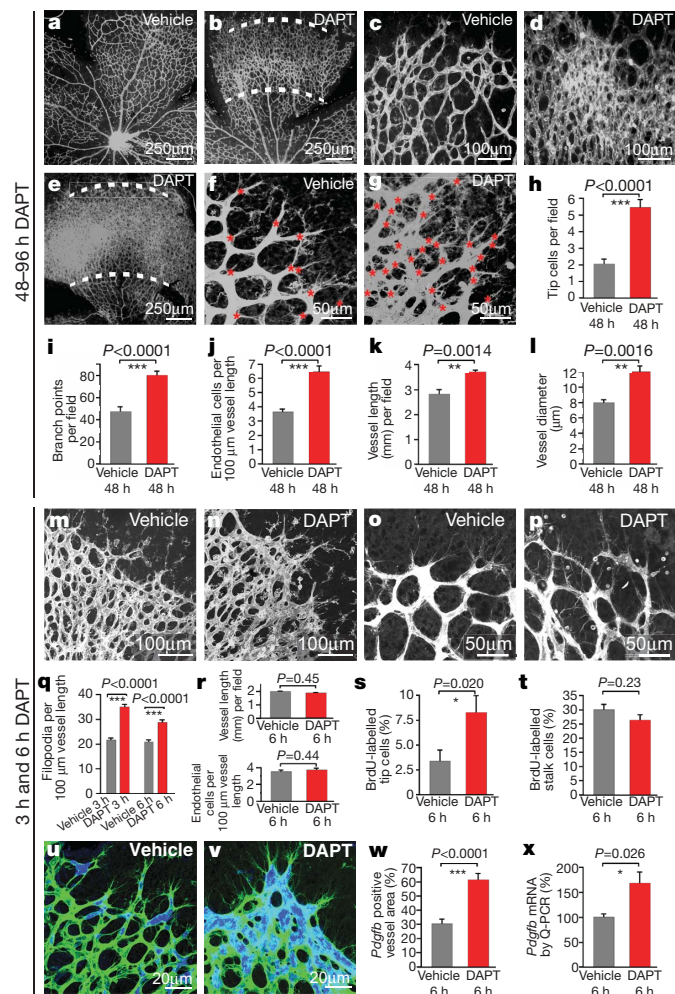 48–96 h DAPT
a Vehicle 250µm
b DAPT 250µm
c Vehicle 100µm
d DAPT 100µm
e DAPT 250µm
f Vehicle 50µm
g DAPT 50µm
h
P<0.0001
***
Tip cells per field
6
5
4
3
2
1
0
Vehicle DAPT
48 h 48 h
i
P<0.0001
***
Branch points
per field
80
60
40
20
0
Vehicle DAPT
48 h 48 h
j
P<0.0001
***
Endothelial cells per
100 µm vessel length
7
6
4
2
0
Vehicle DAPT
48 h 48 h
k
P=0.0014
**
Vessel length
(mm) per field
4
3
2
1
0
Vehicle DAPT
48 h 48 h
l
P=0.0016
**
Vessel diameter
(µm)
12
10
8
6
4
2
0
Vehicle DAPT
48 h 48 h
3 h and 6 h DAPT
m Vehicle 100µm
n DAPT 100µm
o Vehicle 50µm
p DAPT 50µm
q
P<0.0001
***
P<0.0001
***
Filopodia per
100 µm vessel length
40
30
20
10
0
Vehicle 3 h
DAPT 3 h
Vehicle 6 h
DAPT 6 h
r
P=0.45
Vessel length
(mm) per field
2
1
0
Vehicle DAPT
6 h 6 h
P=0.44
Endothelial
cells per
100 µm vessel
length
4
2
0
Vehicle DAPT
6 h 6 h
s
P=0.020
*
BrdU-labelled
tip cells (%)
10.0
7.5
5.0
2.5
0
Vehicle DAPT
6 h 6 h
t
P=0.23
BrdU-labelled
stalk cells (%)
35
30
25
20
15
10
5
0
Vehicle DAPT
6 h 6 h
u Vehicle 20µm
v DAPT 20µm
w
P<0.0001
***
Pdgfb positive
vessel area (%)
70
60
50
40
30
20
10
0
Vehicle DAPT
6 h 6 h
x
P=0.026
*
Pdgfb mRNA
by Q-PCR (%)
200
150
100
50
0
Vehicle DAPT
6 h 6 h